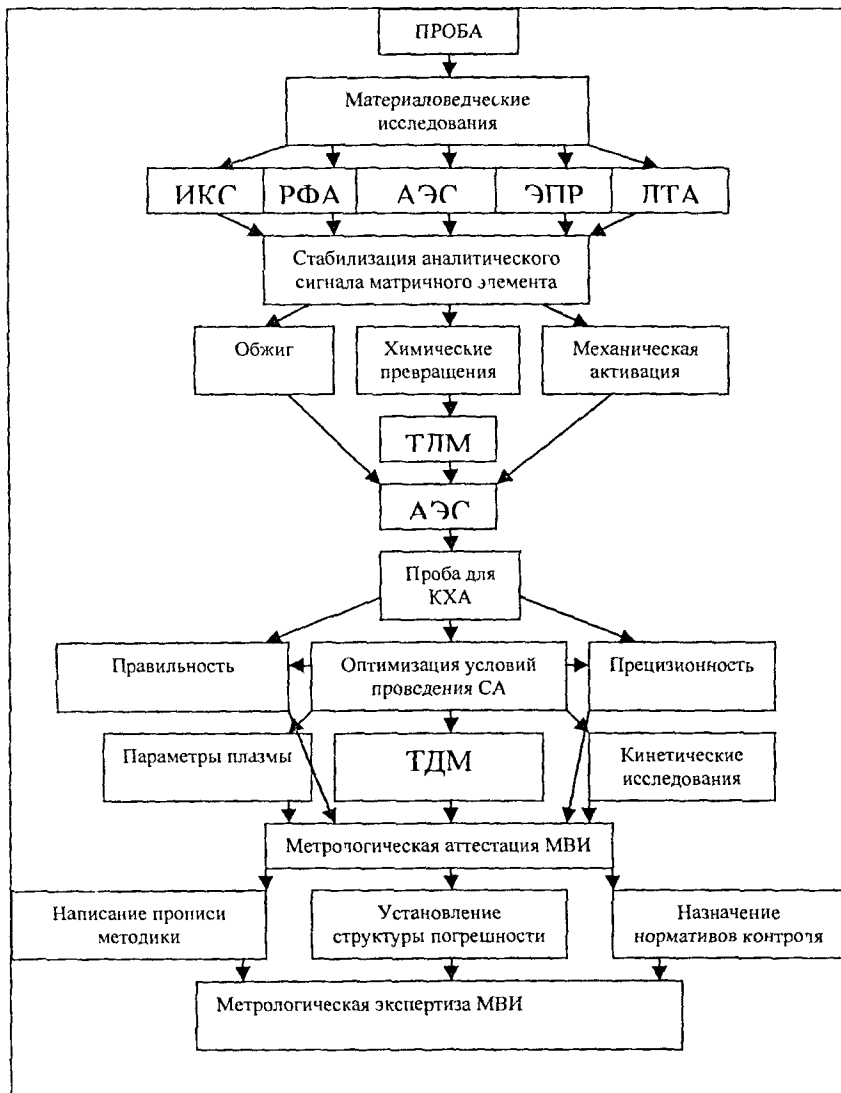 ПРОБА
Материаловедческие
исследования
ИКС РФА АЭС ЭПР ДТА
Стабилизация аналитического
сигнала матричного элемента
Обжиг
Химические
превращения
Механическая
активация
ТДМ
АЭС
Проба для
КХА
Правильность
Оптимизация условий
проведения СА
Прецизионность
Параметры плазмы
ТДМ
Кинетические
исследования
Метрологическая аттестация МВИ
Написание прописи
методики
Установление
структуры погрешности
Назначение
нормативов контроля
Метрологическая экспертиза МВИ